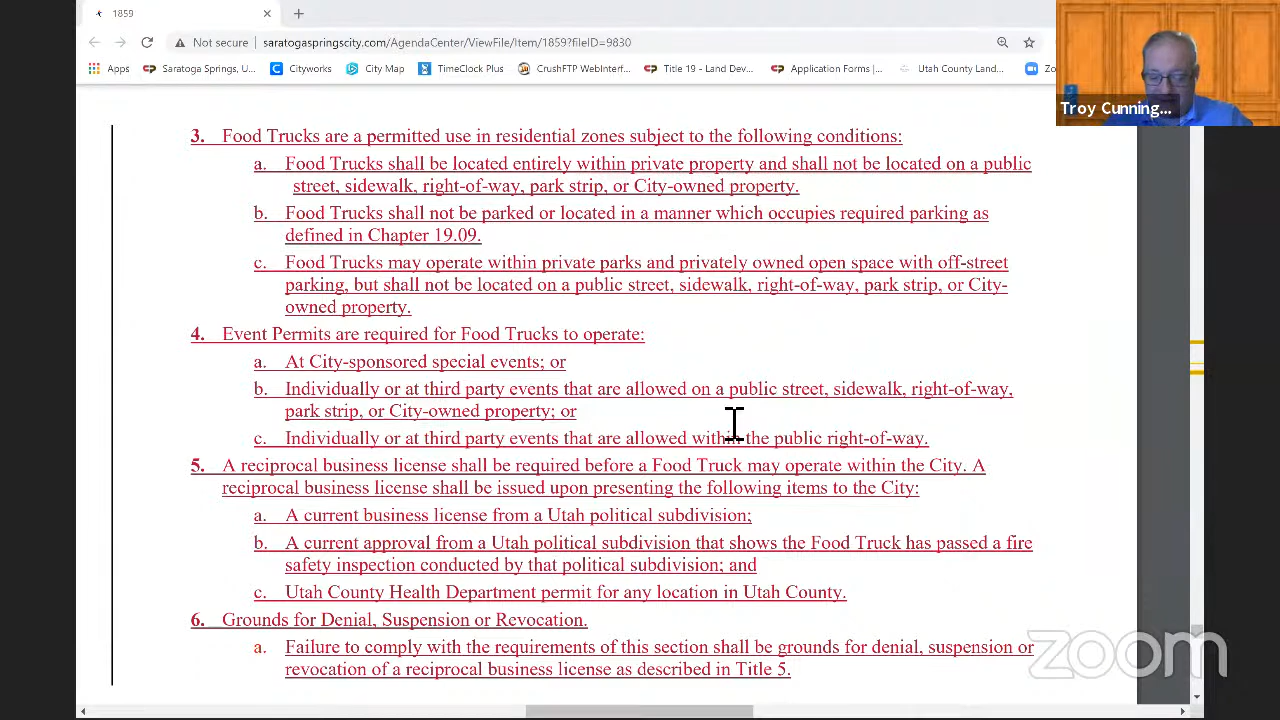 1859
Not secure
saratogaspringscity.com/AgendaCenter/ViewFile/Item/1859?fileID=9830
Apps
Saratoga Springs, U...
Cityworks
City Map
TimeClock Plus
CrushFTP WebInterf...
Title 19 - Land Dev...
Application Forms |...
Utah County Land...
Zo
Troy Cunning...
3. Food Trucks are a permitted use in residential zones subject to the following conditions:
a. Food Trucks shall be located entirely within private property and shall not be located on a public
street, sidewalk, right-of-way, park strip, or City-owned property.
b. Food Trucks shall not be parked or located in a manner which occupies required parking as
defined in Chapter 19.09.
c. Food Trucks may operate within private parks and privately owned open space with off-street
parking, but shall not be located on a public street, sidewalk, right-of-way, park strip, or City-
owned property.
4. Event Permits are required for Food Trucks to operate:
a. At City-sponsored special events; or
b. Individually or at third party events that are allowed on a public street, sidewalk, right-of-way,
park strip, or City-owned property; or
c. Individually or at third party events that are allowed within the public right-of-way.
5. A reciprocal business license shall be required before a Food Truck may operate within the City. A
reciprocal business license shall be issued upon presenting the following items to the City:
a. A current business license from a Utah political subdivision;
b. A current approval from a Utah political subdivision that shows the Food Truck has passed a fire
safety inspection conducted by that political subdivision; and
c. Utah County Health Department permit for any location in Utah County.
6. Grounds for Denial, Suspension or Revocation.
a. Failure to comply with the requirements of this section shall be grounds for denial, suspension or
revocation of a reciprocal business license as described in Title 5.
zoom